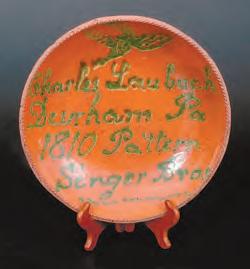 Charles Laubach
Durham Pa
1810 Pattern
Singer Bros